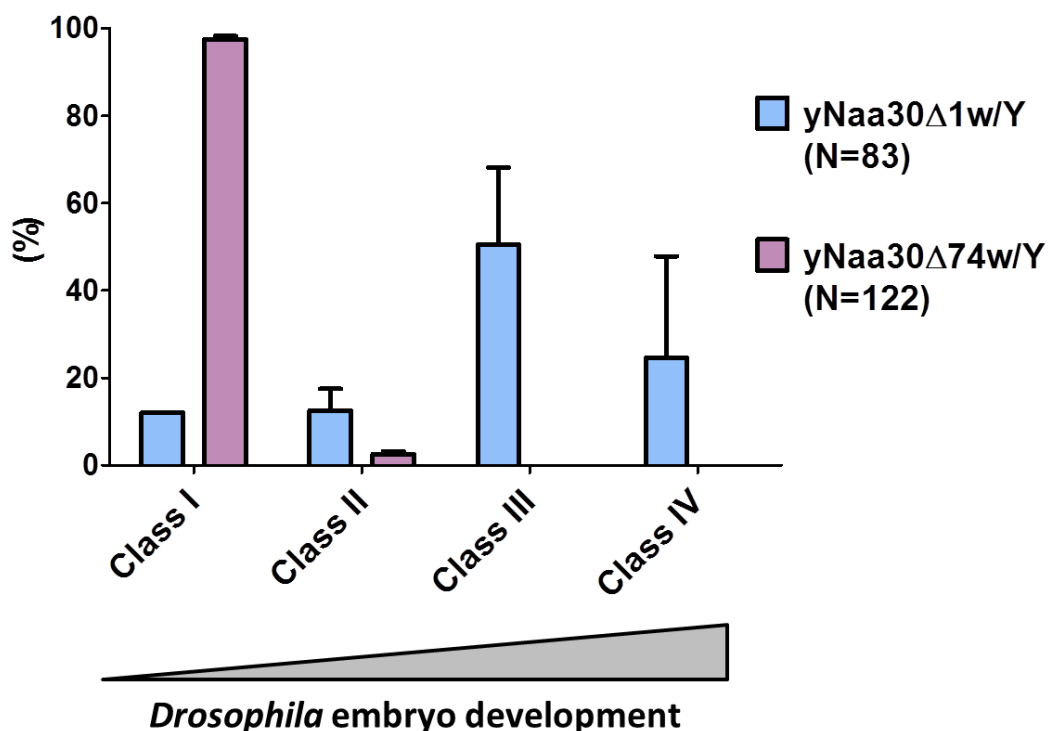 100
80
60
40
20
0
(%)
Class I
Class II
Class III
Class IV
yNaa30Δ1w/Y
(N=83)
yNaa30Δ74w/Y
(N=122)
Drosophila embryo development